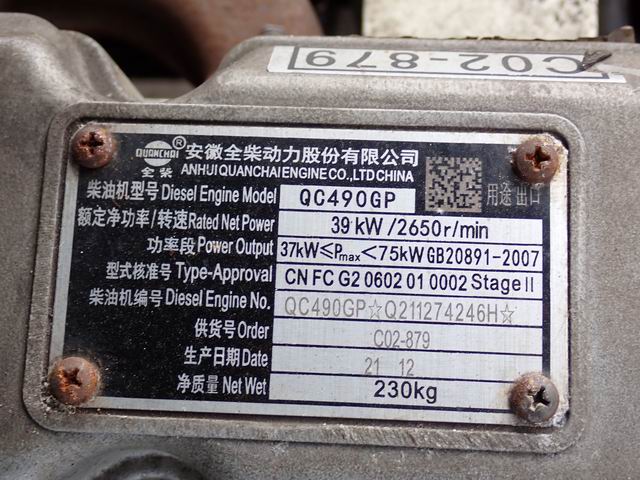 C02-879
QUANCHAI ® 安徽全柴动力股份有限公司
全柴 ANHUI QUANCHAI ENGINE CO., LTD CHINA
柴油机型号 Diesel Engine Model QC490GP 用途 出口
额定净功率/转速 Rated Net Power 39kW/2650r/min
功率段 Power Output 37kW≤Pmax<75kW GB20891-2007
型式核准号 Type-Approval CN FC G2 0602 01 0002 Stage II
柴油机编号 Diesel Engine No. QC490GP☆Q211274246H☆
供货号 Order C02-879
生产日期 Date 21 12
净质量 Net Wet 230kg